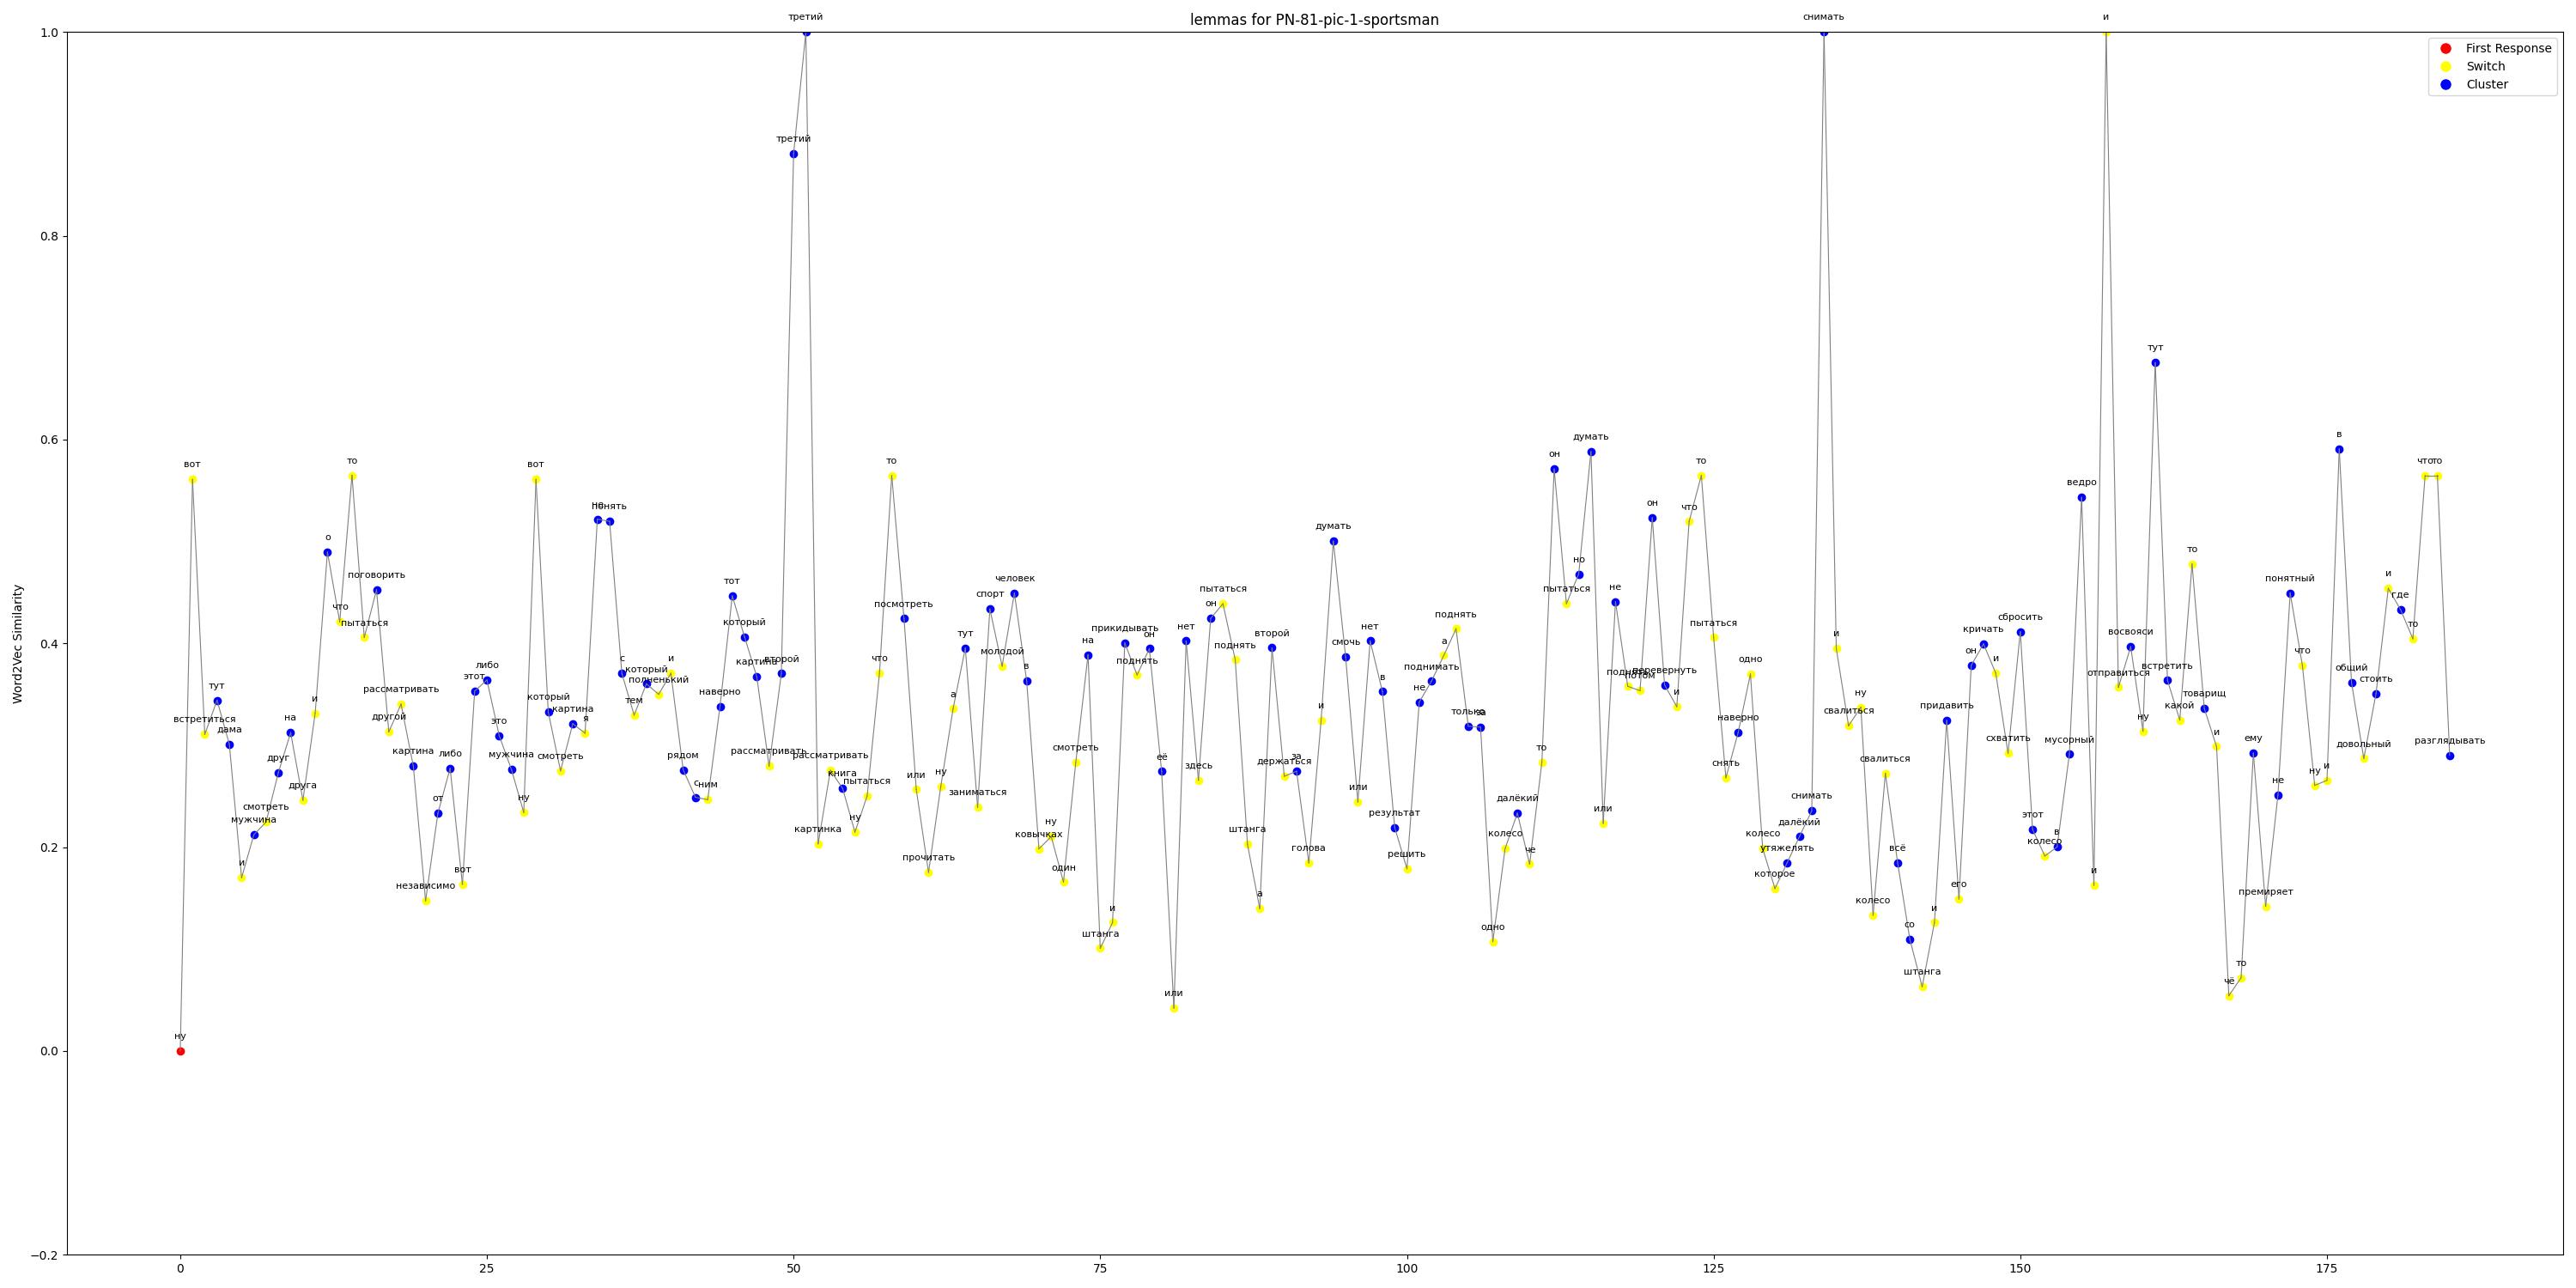 lemmas for PN-81-pic-1-sportsman
First Response
Switch
Cluster
Word2Vec Similarity
1.0
0.8
0.6
0.4
0.2
0.0
−0.2
0
25
50
75
100
125
150
175
ну
вот
встретиться
тут
дама
и
мужчина
смотреть
друг
на
друга
и
о
что
то
пытаться
поговорить
другой
рассматривать
картина
независимо
от
либо
вот
этот
либо
это
мужчина
ну
вот
который
смотреть
картина
я
не
понять
с
тем
который
полненький
и
рядом
с
ним
наверно
тот
который
картина
рассматривать
второй
третий
третий
картинка
рассматривать
книга
ну
пытаться
что
то
посмотреть
или
прочитать
ну
а
тут
заниматься
спорт
молодой
человек
в
ковычках
ну
один
смотреть
на
штанга
и
прикидывать
поднять
он
её
или
нет
здесь
он
пытаться
поднять
штанга
а
второй
держаться
за
голова
и
думать
смочь
или
нет
в
результат
решить
не
поднимать
а
поднять
только
за
одно
колесо
далёкий
че
то
он
пытаться
но
думать
или
не
поднять
потом
он
перевернуть
и
что
то
пытаться
снять
наверно
одно
колесо
которое
утяжелять
далёкий
снимать
снимать
и
свалиться
ну
колесо
свалиться
всё
со
штанга
и
придавить
его
он
кричать
и
схватить
сбросить
этот
колесо
в
мусорный
ведро
и
и
отправиться
восвояси
ну
тут
встретить
какой
то
товарищ
и
чё
то
ему
премиряет
не
понятный
что
ну
и
в
общий
довольный
стоить
и
где
то
что
то
разглядывать